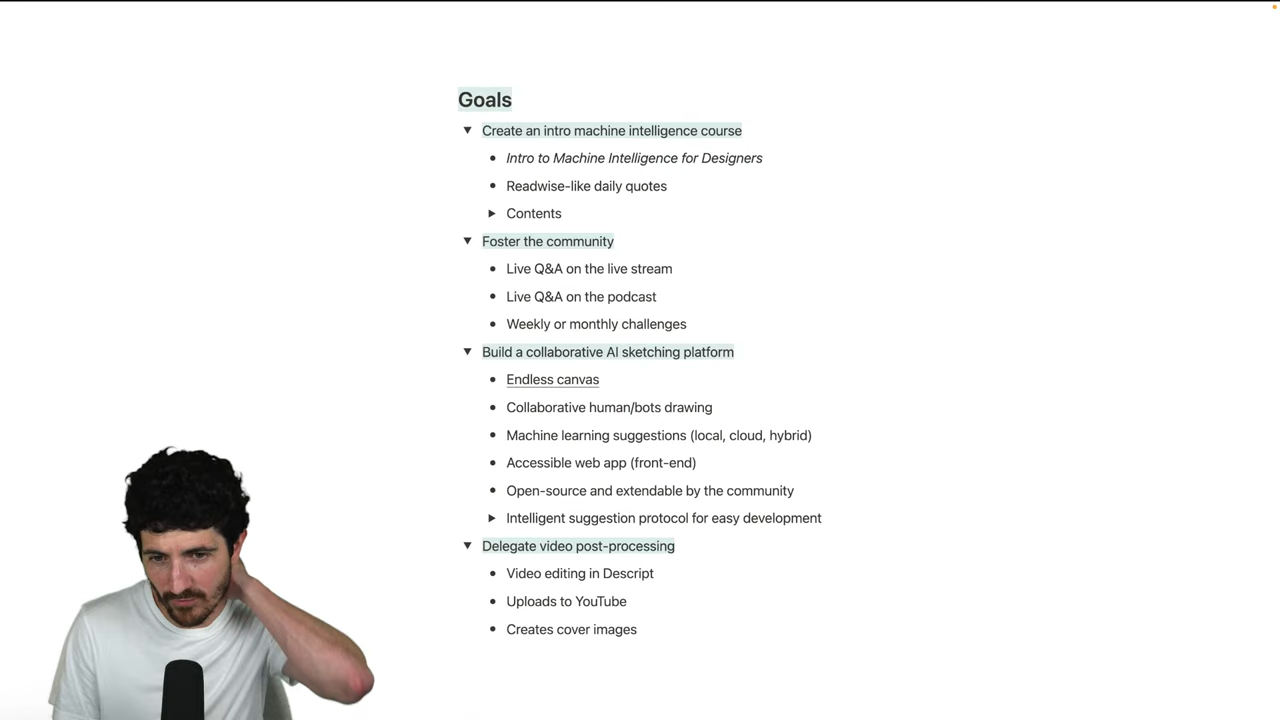 Goals
Create an intro machine intelligence course
Intro to Machine Intelligence for Designers
Readwise-like daily quotes
Contents
Foster the community
Live Q&A on the live stream
Live Q&A on the podcast
Weekly or monthly challenges
Build a collaborative AI sketching platform
Endless canvas
Collaborative human/bots drawing
Machine learning suggestions (local, cloud, hybrid)
Accessible web app (front-end)
Open-source and extendable by the community
Intelligent suggestion protocol for easy development
Delegate video post-processing
Video editing in Descript
Uploads to YouTube
Creates cover images